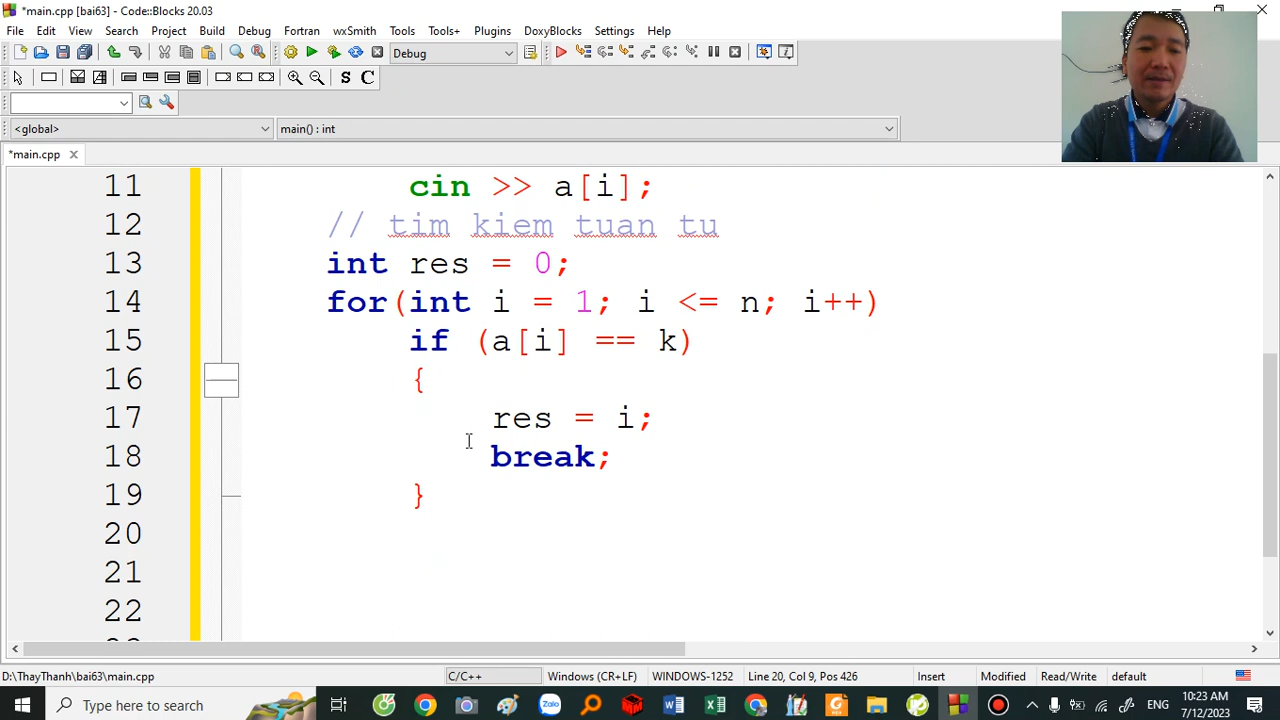 *main.cpp [bai63] - Code::Blocks 20.03
File Edit View Search Project Build Debug Fortran wxSmith Tools Tools+ Plugins DoxyBlocks Settings Help
Debug
S C
<global> main() : int
*main.cpp
11 cin >> a[i];
12 // tim kiem tuan tu
13 int res = 0;
14 for(int i = 1; i <= n; i++)
15 if (a[i] == k)
16 {
17 res = i;
18 break;
19 }
20
21
22
D:\ThayThanh\bai63\main.cpp C/C++ Windows (CR+LF) WINDOWS-1252 Line 20, Col 9, Pos 426 Insert Modified Read/Write default
Type here to search Zalo ENG 10:23 AM
7/12/2023